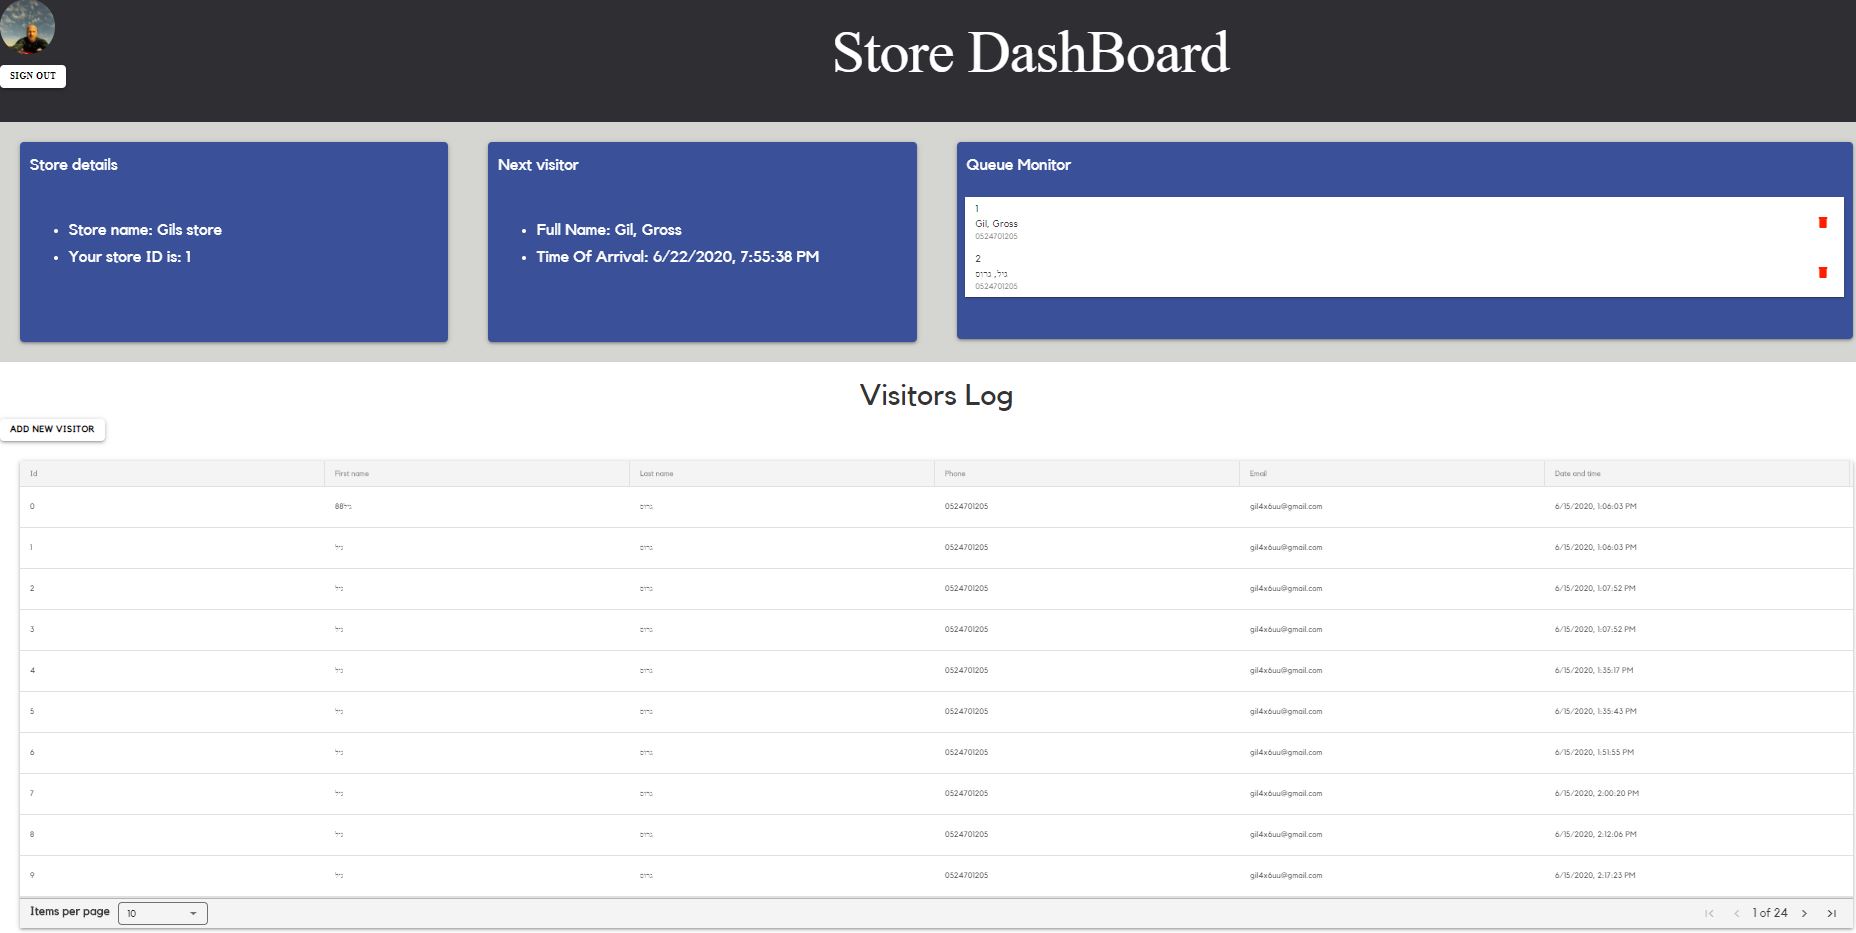 SIGN OUT
Store DashBoard
Store details
Store name: Gils store
Your store ID is: 1
Next visitor
Full Name: Gil, Gross
Time Of Arrival: 6/22/2020, 7:55:38 PM
Queue Monitor
1
Gil, Gross
0524701205
2
גיל, גרוס
0524701205
Visitors Log
ADD NEW VISITOR
Id First name Last name Phone Email Date and time
0 גיל88 גרוס 0524701205 gil4x6uu@gmail.com 6/15/2020, 1:06:03 PM
1 גיל גרוס 0524701205 gil4x6uu@gmail.com 6/15/2020, 1:06:03 PM
2 גיל גרוס 0524701205 gil4x6uu@gmail.com 6/15/2020, 1:07:52 PM
3 גיל גרוס 0524701205 gil4x6uu@gmail.com 6/15/2020, 1:07:52 PM
4 גיל גרוס 0524701205 gil4x6uu@gmail.com 6/15/2020, 1:35:17 PM
5 גיל גרוס 0524701205 gil4x6uu@gmail.com 6/15/2020, 1:35:43 PM
6 גיל גרוס 0524701205 gil4x6uu@gmail.com 6/15/2020, 1:51:55 PM
7 גיל גרוס 0524701205 gil4x6uu@gmail.com 6/15/2020, 2:00:20 PM
8 גיל גרוס 0524701205 gil4x6uu@gmail.com 6/15/2020, 2:12:06 PM
9 גיל גרוס 0524701205 gil4x6uu@gmail.com 6/15/2020, 2:17:23 PM
Items per page 10 1 of 24